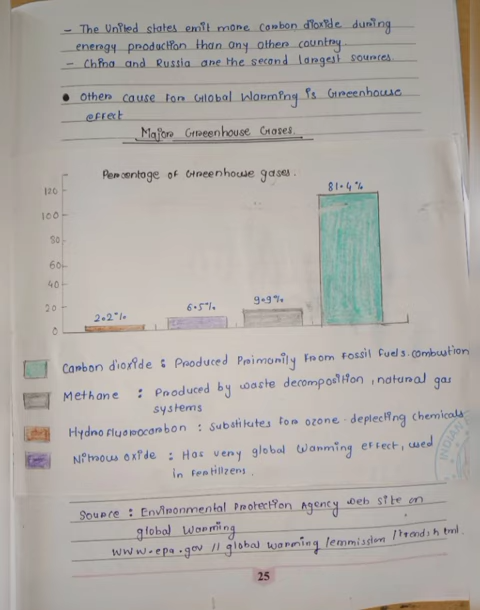 - The United states emit more carbon dioxide during
energy production than any other country.
- China and Russia are the second largest sources.
• Other cause for Global Warming is Greenhouse
effect
Major Greenhouse Gases.
Percentage of Greenhouse gases.
120
100
80
60
40
20
0
2.2%
6.5%
9.9%
81.4%
Carbon dioxide : Produced Primarily From Fossil Fuels combustion
Methane : Produced by waste decomposition, natural gas
systems
Hydrofluorocarbon : substitutes for ozone deplecting chemicals
Nitrous oxide : Has very global warming effect, used
in Fertilizers.
INDIAN
Source : Environmental Protection Agency web site on
global Warming
www.epa.gov // global warming /emmission /trends html.
25